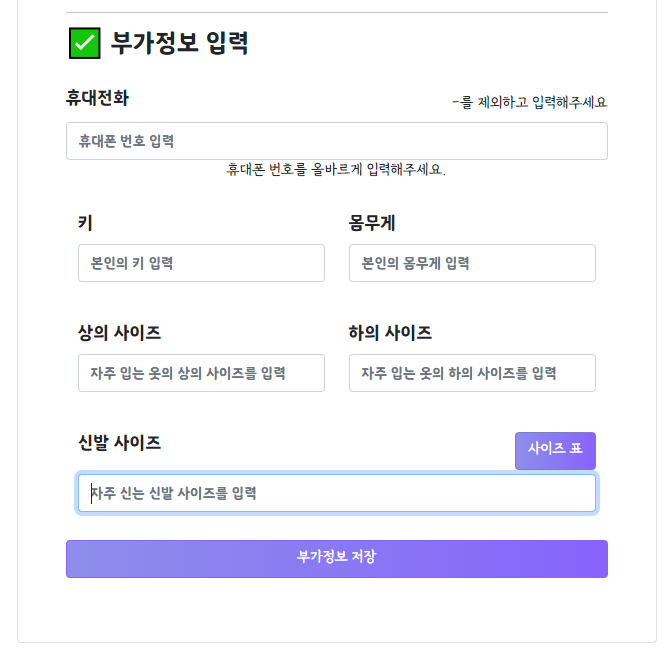 부가정보 입력
휴대전화
-를 제외하고 입력해주세요
휴대폰 번호 입력
휴대폰 번호를 올바르게 입력해주세요.
키
몸무게
본인의 키 입력
본인의 몸무게 입력
상의 사이즈
하의 사이즈
자주 입는 옷의 상의 사이즈를 입력
자주 입는 옷의 하의 사이즈를 입력
신발 사이즈
사이즈 표
자주 신는 신발 사이즈를 입력
부가정보 저장